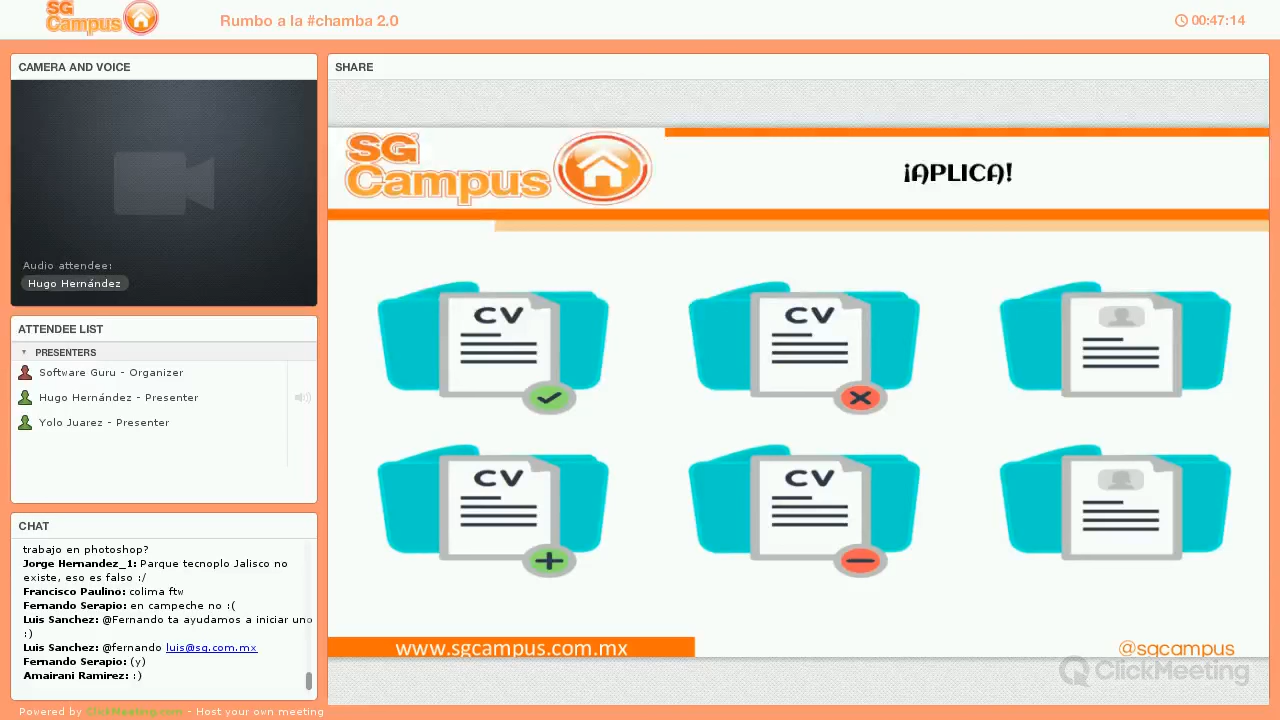 SG
Campus
Rumbo a la #chamba 2.0
00:47:14
CAMERA AND VOICE
Audio attendee:
Hugo Hernández
ATTENDEE LIST
PRESENTERS
Software Guru - Organizer
Hugo Hernández - Presenter
Yolo Juarez - Presenter
CHAT
trabajo en photoshop?
Jorge Hernandez_1: Parque tecnoplo Jalisco no
existe, eso es falso :/
Francisco Paulino: colima ftw
Fernando Serapio: en campeche no :(
Luis Sanchez: @Fernando ta ayudamos a iniciar uno
:)
Luis Sanchez: @fernando luis@sg.com.mx
Fernando Serapio: (y)
Amairani Ramirez: :)
Powered by ClickMeeting.com - Host your own meeting
SHARE
SG
Campus
¡APLICA!
CV
CV
CV
CV
www.sgcampus.com.mx
@sgcampus
ClickMeeting